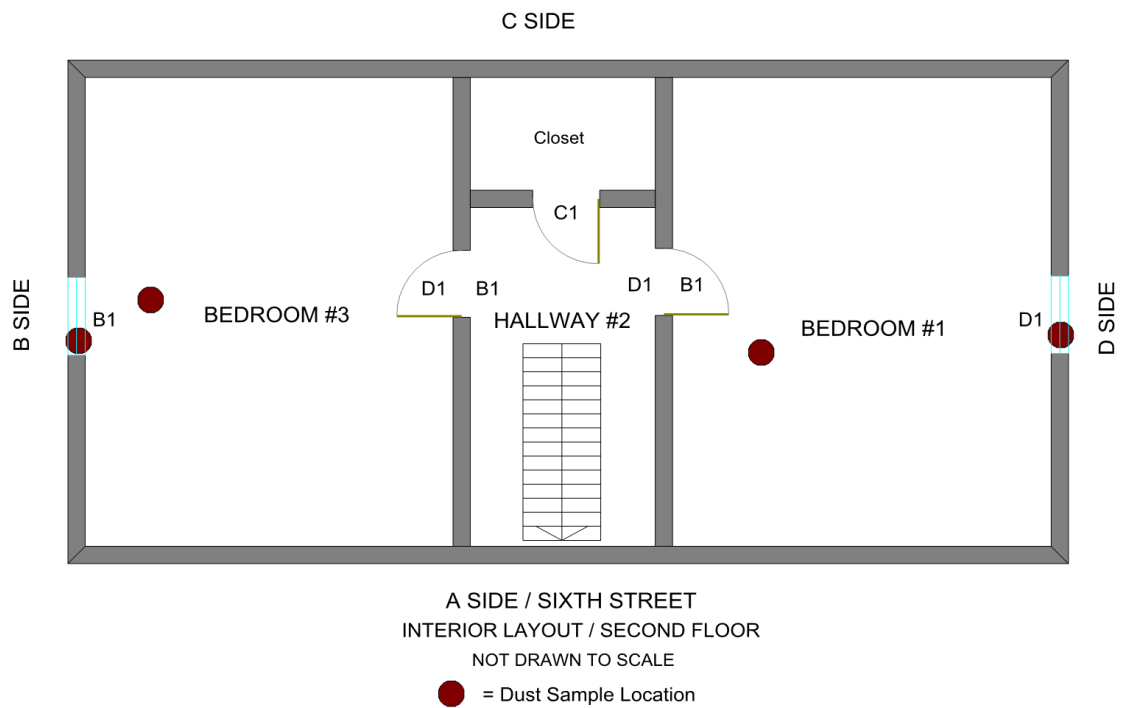 C SIDE
Closet
C1
B SIDE
D1
B1
D1
B1
D SIDE
B1
BEDROOM #3
HALLWAY #2
BEDROOM #1
D1
A SIDE / SIXTH STREET
INTERIOR LAYOUT / SECOND FLOOR
NOT DRAWN TO SCALE
= Dust Sample Location